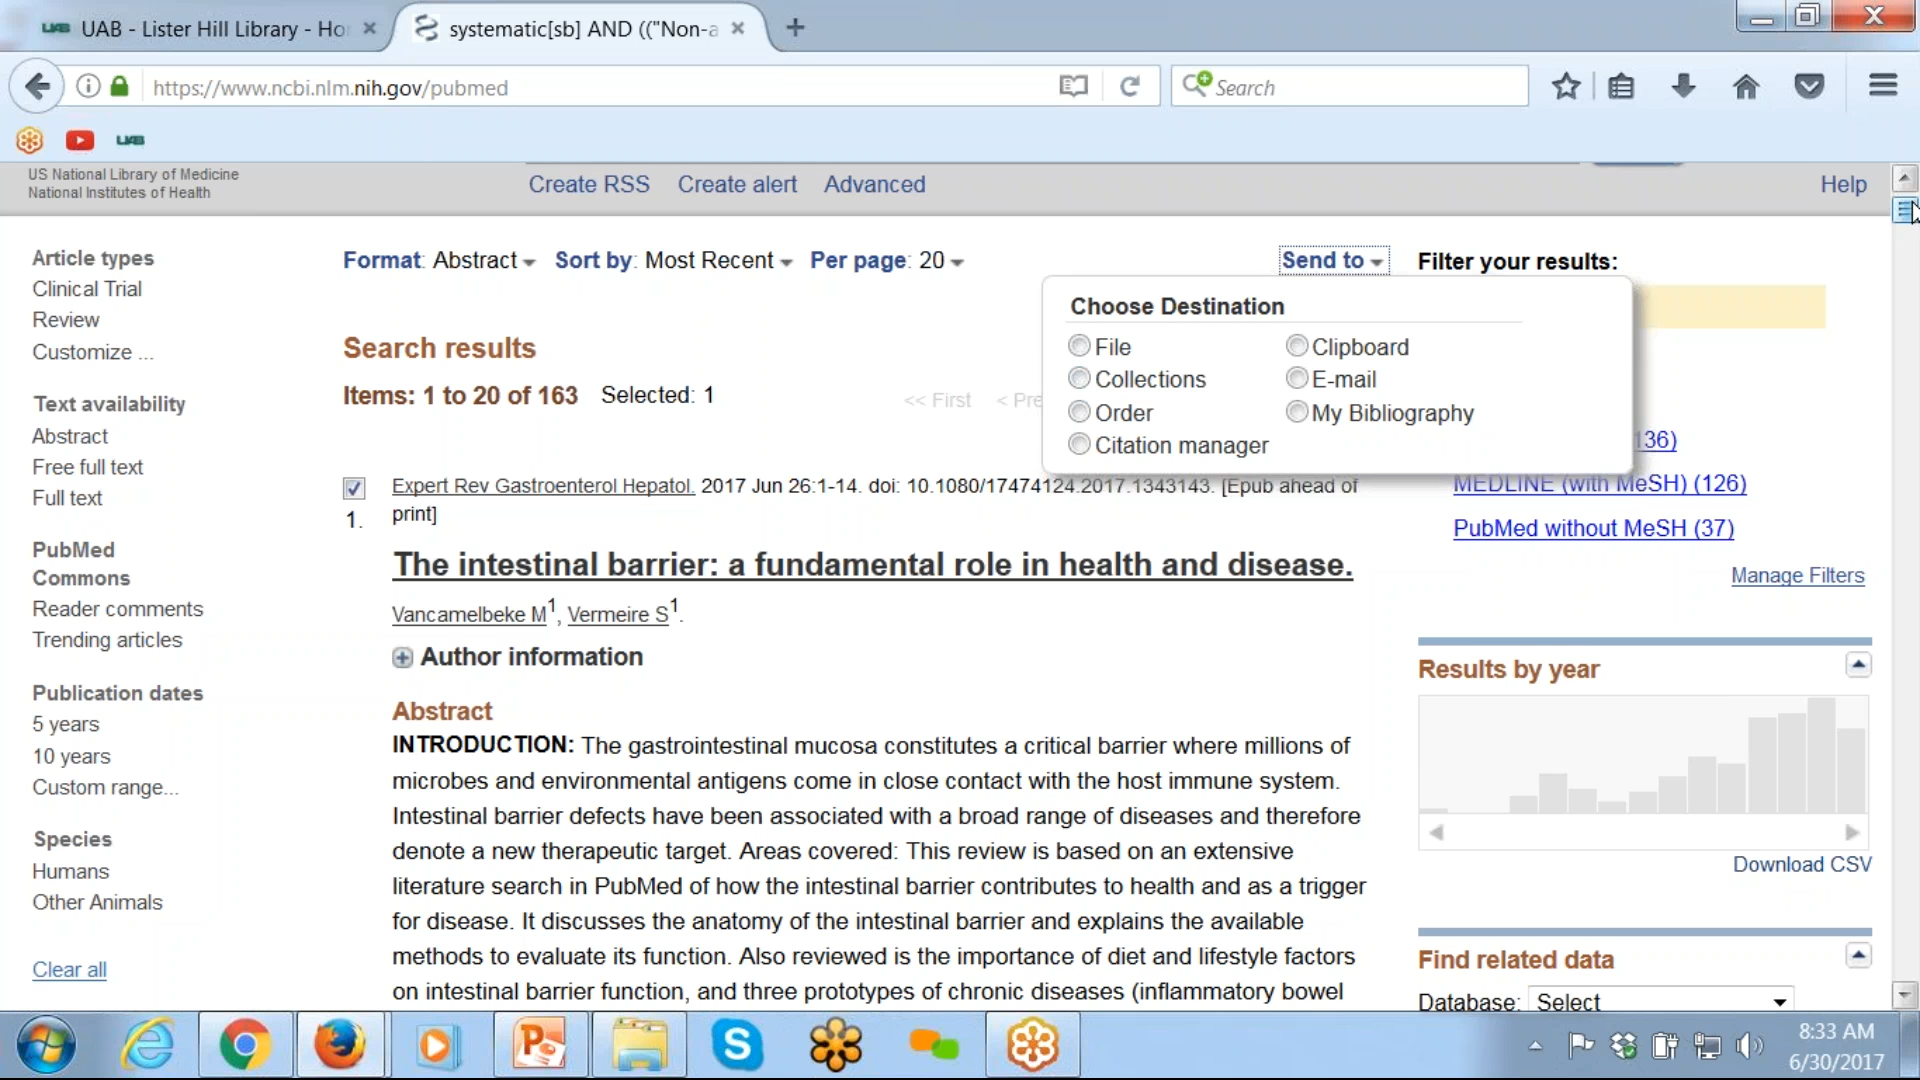 UAB - Lister Hill Library - Ho
systematic[sb] AND (("Non-a
https://www.ncbi.nlm.nih.gov/pubmed
Search
UAB
US National Library of Medicine
National Institutes of Health
Create RSS Create alert Advanced
Help
Article types
Clinical Trial
Review
Customize ...
Text availability
Abstract
Free full text
Full text
PubMed
Commons
Reader comments
Trending articles
Publication dates
5 years
10 years
Custom range...
Species
Humans
Other Animals
Clear all
Format: Abstract Sort by: Most Recent Per page: 20
Send to
Choose Destination
File Clipboard
Collections E-mail
Order My Bibliography
Citation manager
Search results
Items: 1 to 20 of 163 Selected: 1
<< First < Pre
Expert Rev Gastroenterol Hepatol. 2017 Jun 26:1-14. doi: 10.1080/17474124.2017.1343143. [Epub ahead of
print]
1.
The intestinal barrier: a fundamental role in health and disease.
Vancamelbeke M1, Vermeire S1.
Author information
Abstract
INTRODUCTION: The gastrointestinal mucosa constitutes a critical barrier where millions of
microbes and environmental antigens come in close contact with the host immune system.
Intestinal barrier defects have been associated with a broad range of diseases and therefore
denote a new therapeutic target. Areas covered: This review is based on an extensive
literature search in PubMed of how the intestinal barrier contributes to health and as a trigger
for disease. It discusses the anatomy of the intestinal barrier and explains the available
methods to evaluate its function. Also reviewed is the importance of diet and lifestyle factors
on intestinal barrier function, and three prototypes of chronic diseases (inflammatory bowel
Filter your results:
136)
MEDLINE (with MeSH) (126)
PubMed without MeSH (37)
Manage Filters
Results by year
Download CSV
Find related data
Database: Select
8:33 AM
6/30/2017